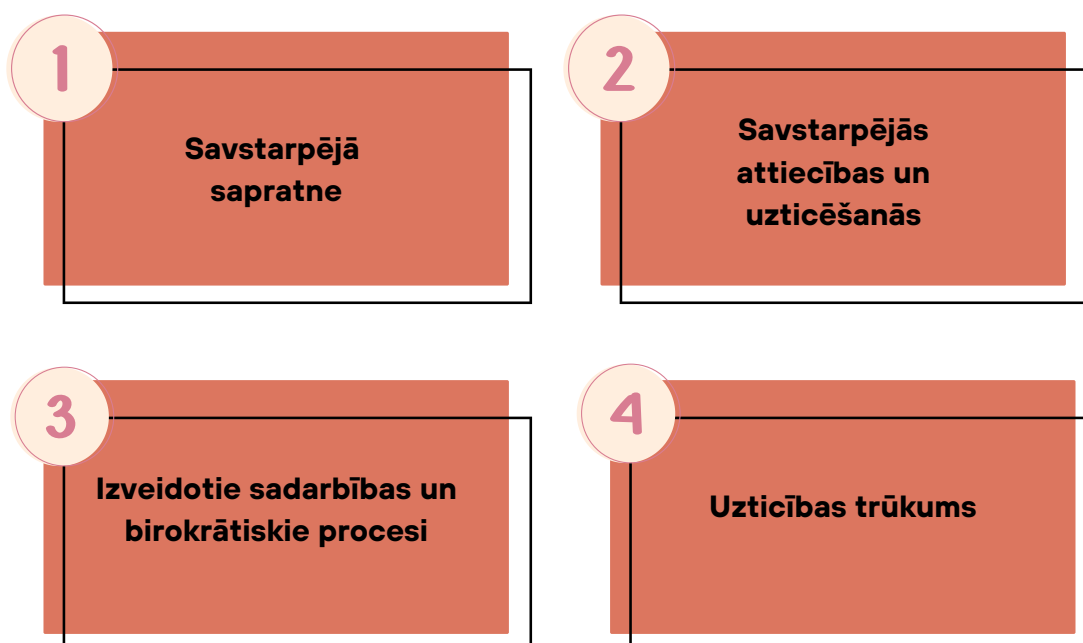 1
Savstarpējā
sapratne
2
Savstarpējās
attiecības un
uzticēšanās
3
Izveidotie sadarbības un
birokrātiskie procesi
4
Uzticības trūkums